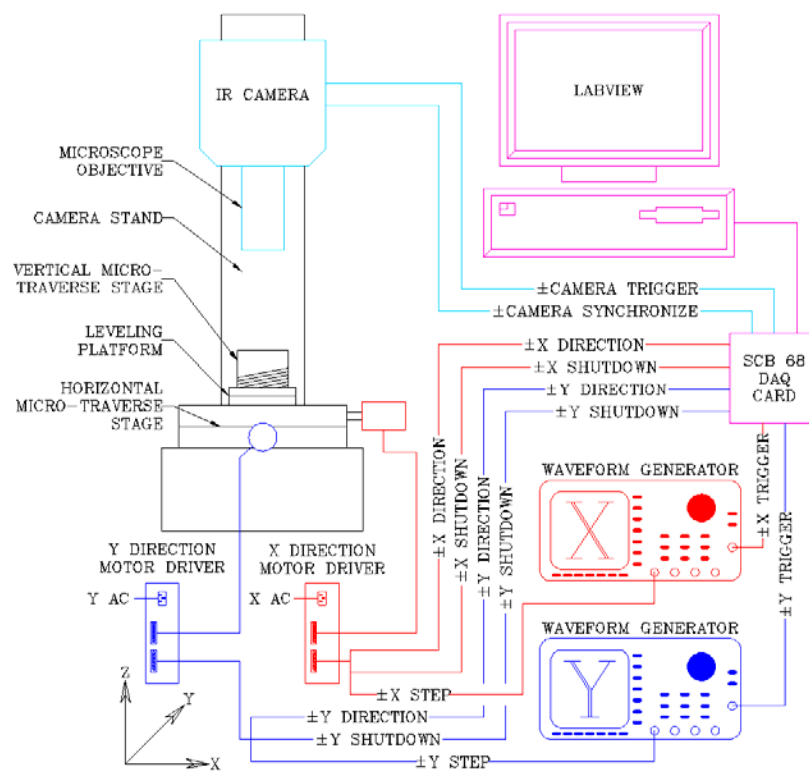 IR CAMERA
LABVIEW
MICROSCOPE
OBJECTIVE
CAMERA STAND
VERTICAL MICRO-
TRAVERSE STAGE
LEVELING
PLATFORM
HORIZONTAL
MICRO-TRAVERSE
STAGE
±CAMERA TRIGGER
±CAMERA SYNCHRONIZE
±X DIRECTION
±X SHUTDOWN
±Y DIRECTION
±Y SHUTDOWN
SCB 68
DAQ
CARD
±X DIRECTION
±X SHUTDOWN
±Y DIRECTION
±Y SHUTDOWN
±X TRIGGER
±Y TRIGGER
WAVEFORM GENERATOR
X
Y DIRECTION
MOTOR DRIVER
X DIRECTION
MOTOR DRIVER
Y AC
X AC
WAVEFORM GENERATOR
Y
±X STEP
±Y DIRECTION
±Y SHUTDOWN
±Y STEP
Z
Y
X